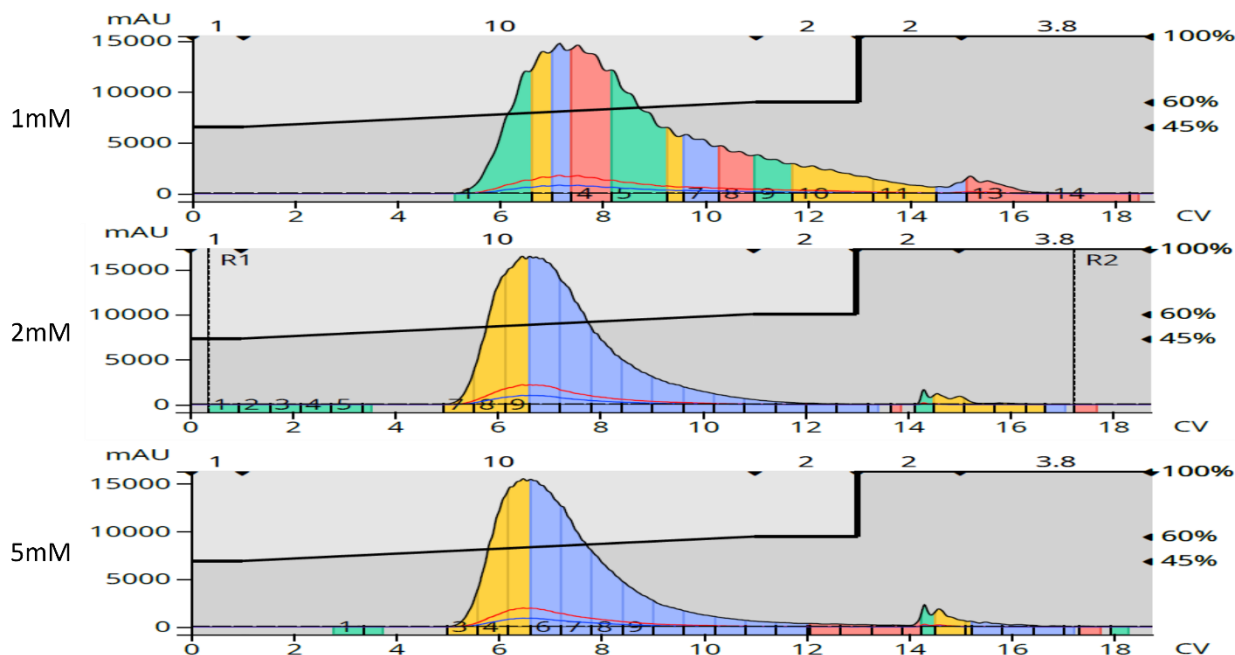 mAU 1 10 2 2 3.8
15000 100%
10000
60%
1mM 45%
5000
0 1 4 5 7 8 9 10 11 13 14
0 2 4 6 8 10 12 14 16 18 CV
mAU 1 10 2 2 3.8
R1 R2 100%
15000
2mM 10000 60%
45%
5000
0 1 2 3 4 5 7 8 9
0 2 4 6 8 10 12 14 16 18 CV
mAU 1 10 2 2 3.8
15000 100%
10000 60%
5mM 45%
5000
0 1 3 4 6 7 8 9
0 2 4 6 8 10 12 14 16 18 CV